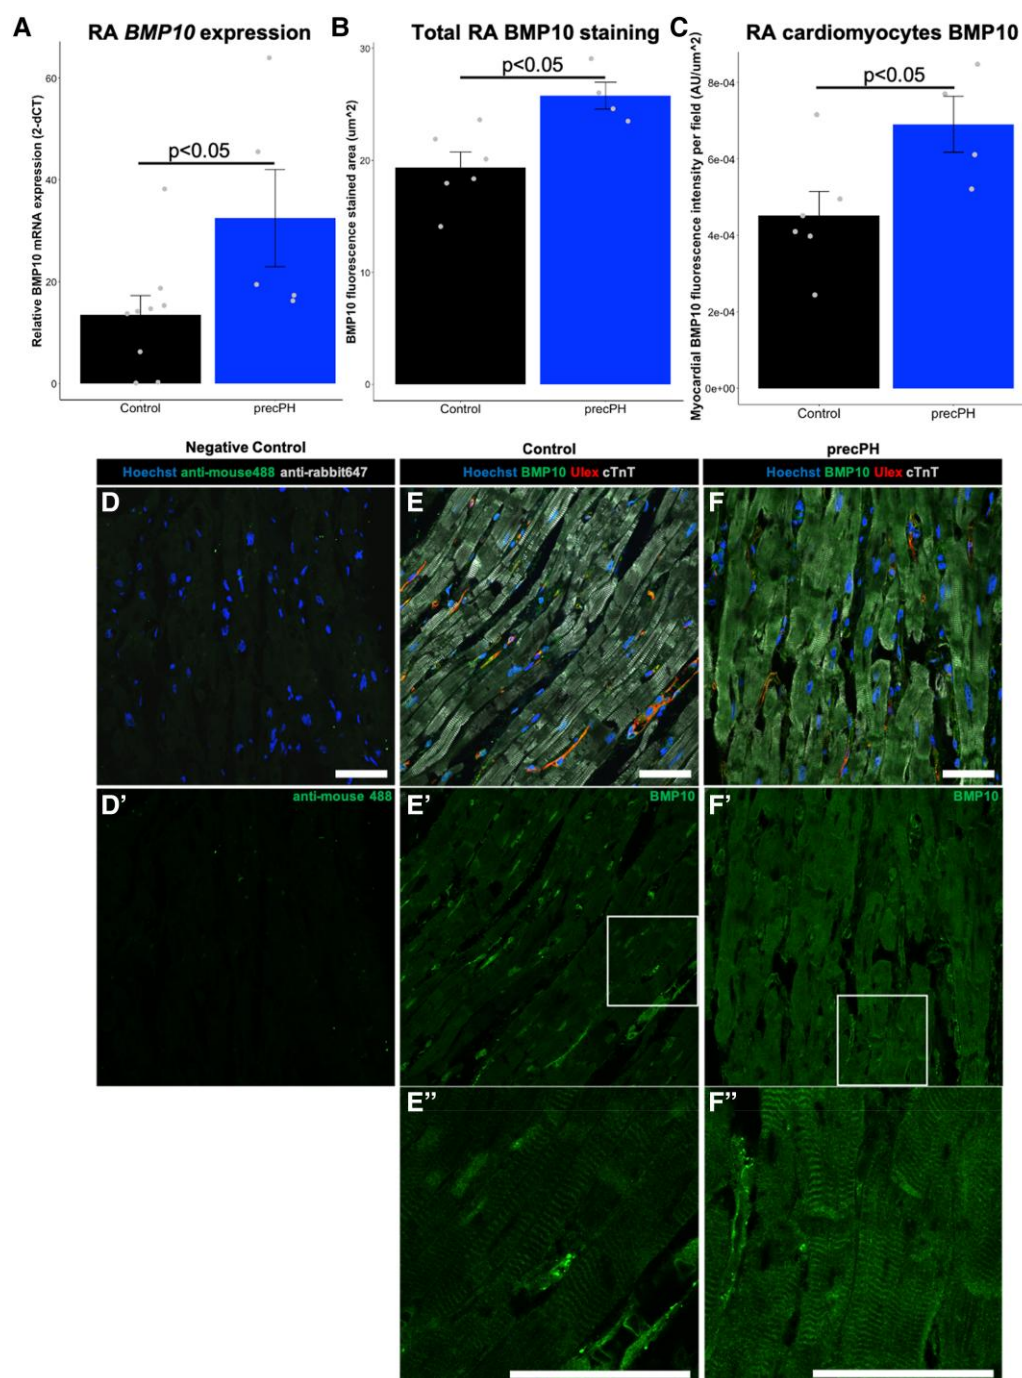 A
RA BMP10 expression
Relative BMP10 mRNA expression (2-dCT)
60
40
20
0
p<0.05
Control
precPH
B
Total RA BMP10 staining
BMP10 fluorescence stained area (um^2)
30
20
10
0
p<0.05
Control
precPH
C
RA cardiomyocytes BMP10
Myocardial BMP10 fluorescence intensity per field (AU/um^2)
8e-04
6e-04
4e-04
2e-04
0e+00
p<0.05
Control
precPH
Negative Control
Control
precPH
Hoechst anti-mouse488 anti-rabbit647
Hoechst BMP10 Ulex cTnT
Hoechst BMP10 Ulex cTnT
D
E
F
D'
anti-mouse 488
E'
BMP10
F'
BMP10
E”
F”